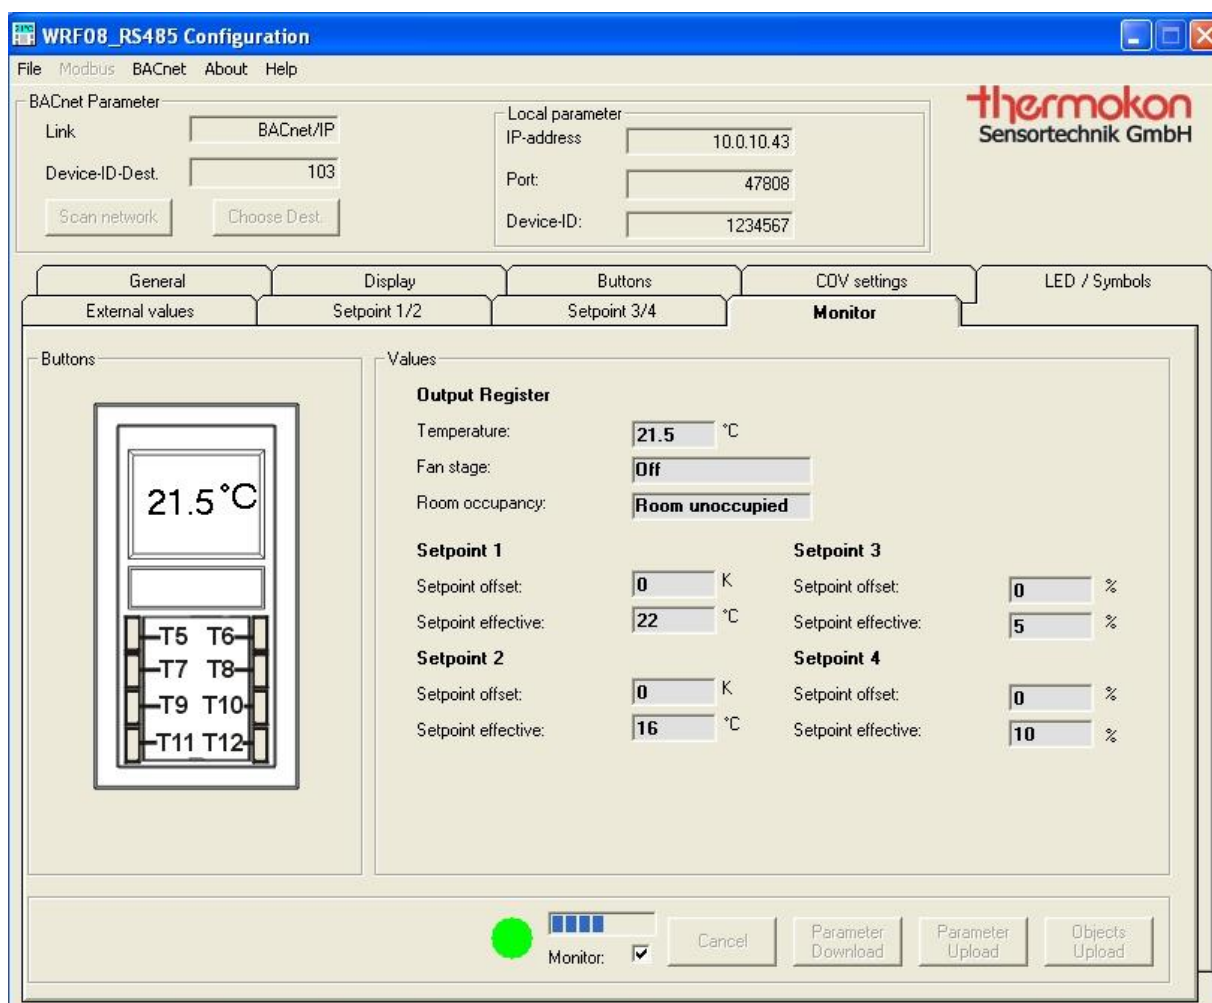 WRF08_RS485 Configuration
File Modbus BACnet About Help
BACnet Parameter
Link BACnet/IP
Device-ID-Dest. 103
Scan network Choose Dest.
Local parameter
IP-address 10.0.10.43
Port: 47808
Device-ID: 1234567
thermokon
Sensortechnik GmbH
General Display Buttons COV settings LED / Symbols
External values Setpoint 1/2 Setpoint 3/4 Monitor
Buttons
21.5°C
T5 T6
T7 T8
T9 T10
T11 T12
Values
Output Register
Temperature: 21.5 °C
Fan stage: Off
Room occupancy: Room unoccupied
Setpoint 1
Setpoint offset: 0 K
Setpoint effective: 22 °C
Setpoint 2
Setpoint offset: 0 K
Setpoint effective: 16 °C
Setpoint 3
Setpoint offset: 0 %
Setpoint effective: 5 %
Setpoint 4
Setpoint offset: 0 %
Setpoint effective: 10 %
Monitor:
Cancel
Parameter
Download
Parameter
Upload
Objects
Upload